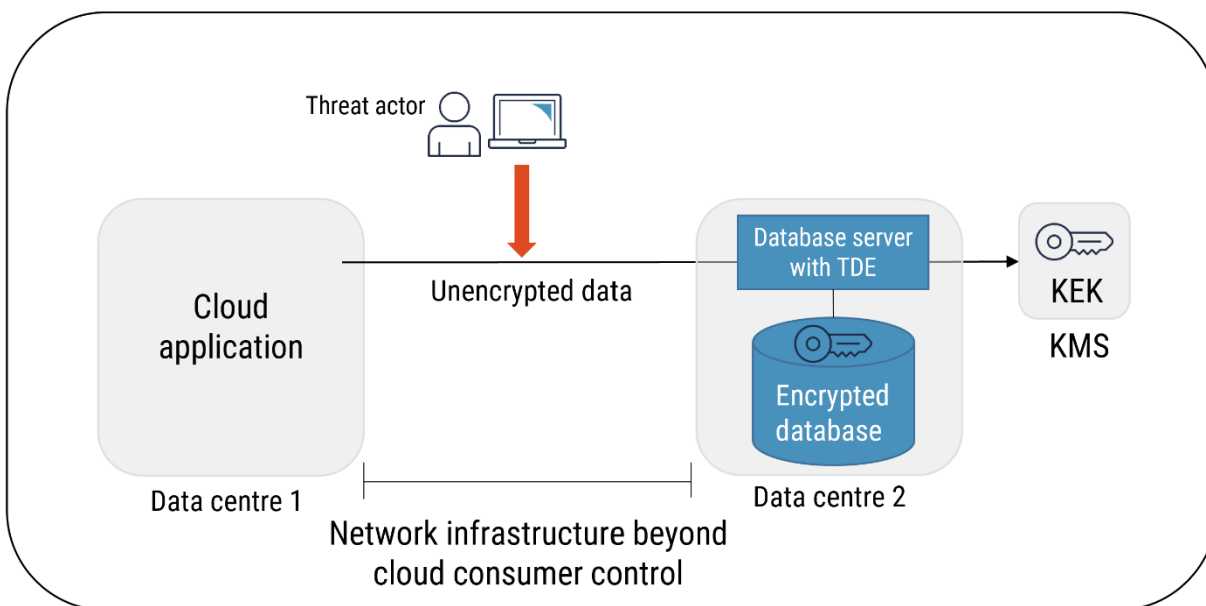 Threat actor
Database server
with TDE
Unencrypted data
KEK
Cloud
application
KMS
Encrypted
database
Data centre 1
Data centre 2
Network infrastructure beyond
cloud consumer control